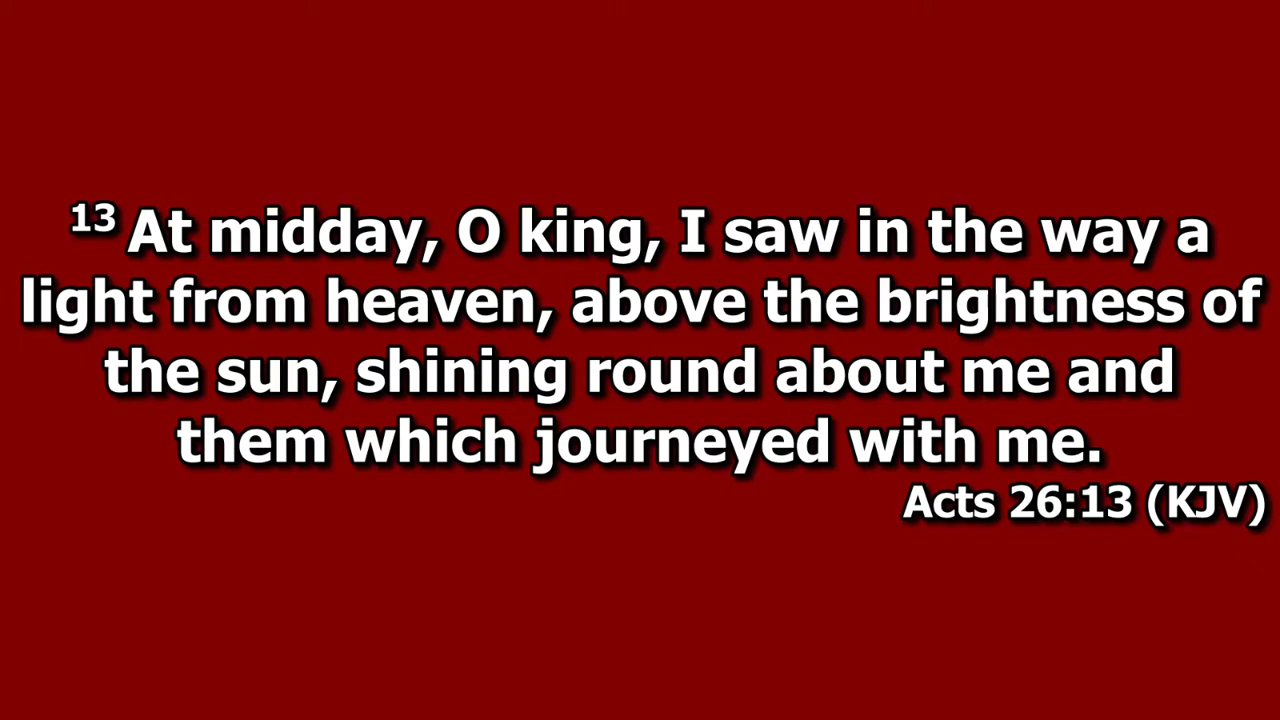 13 At midday, O king, I saw in the way a
light from heaven, above the brightness of
the sun, shining round about me and
them which journeyed with me.
Acts 26:13 (KJV)